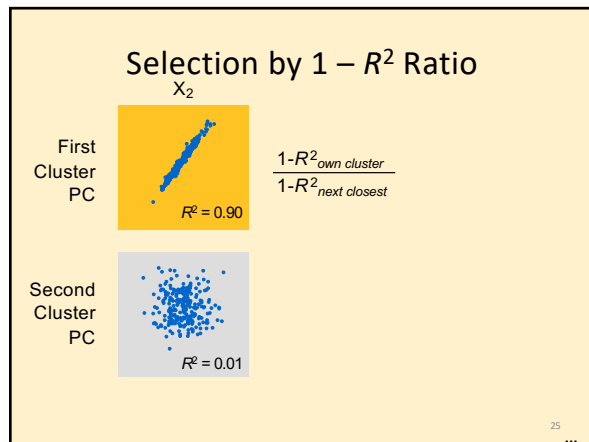 Selection by 1 – R² Ratio
X₂
First
Cluster
PC
R² = 0.90
1-R²own cluster
1-R²next closest
Second
Cluster
PC
R² = 0.01
25
...